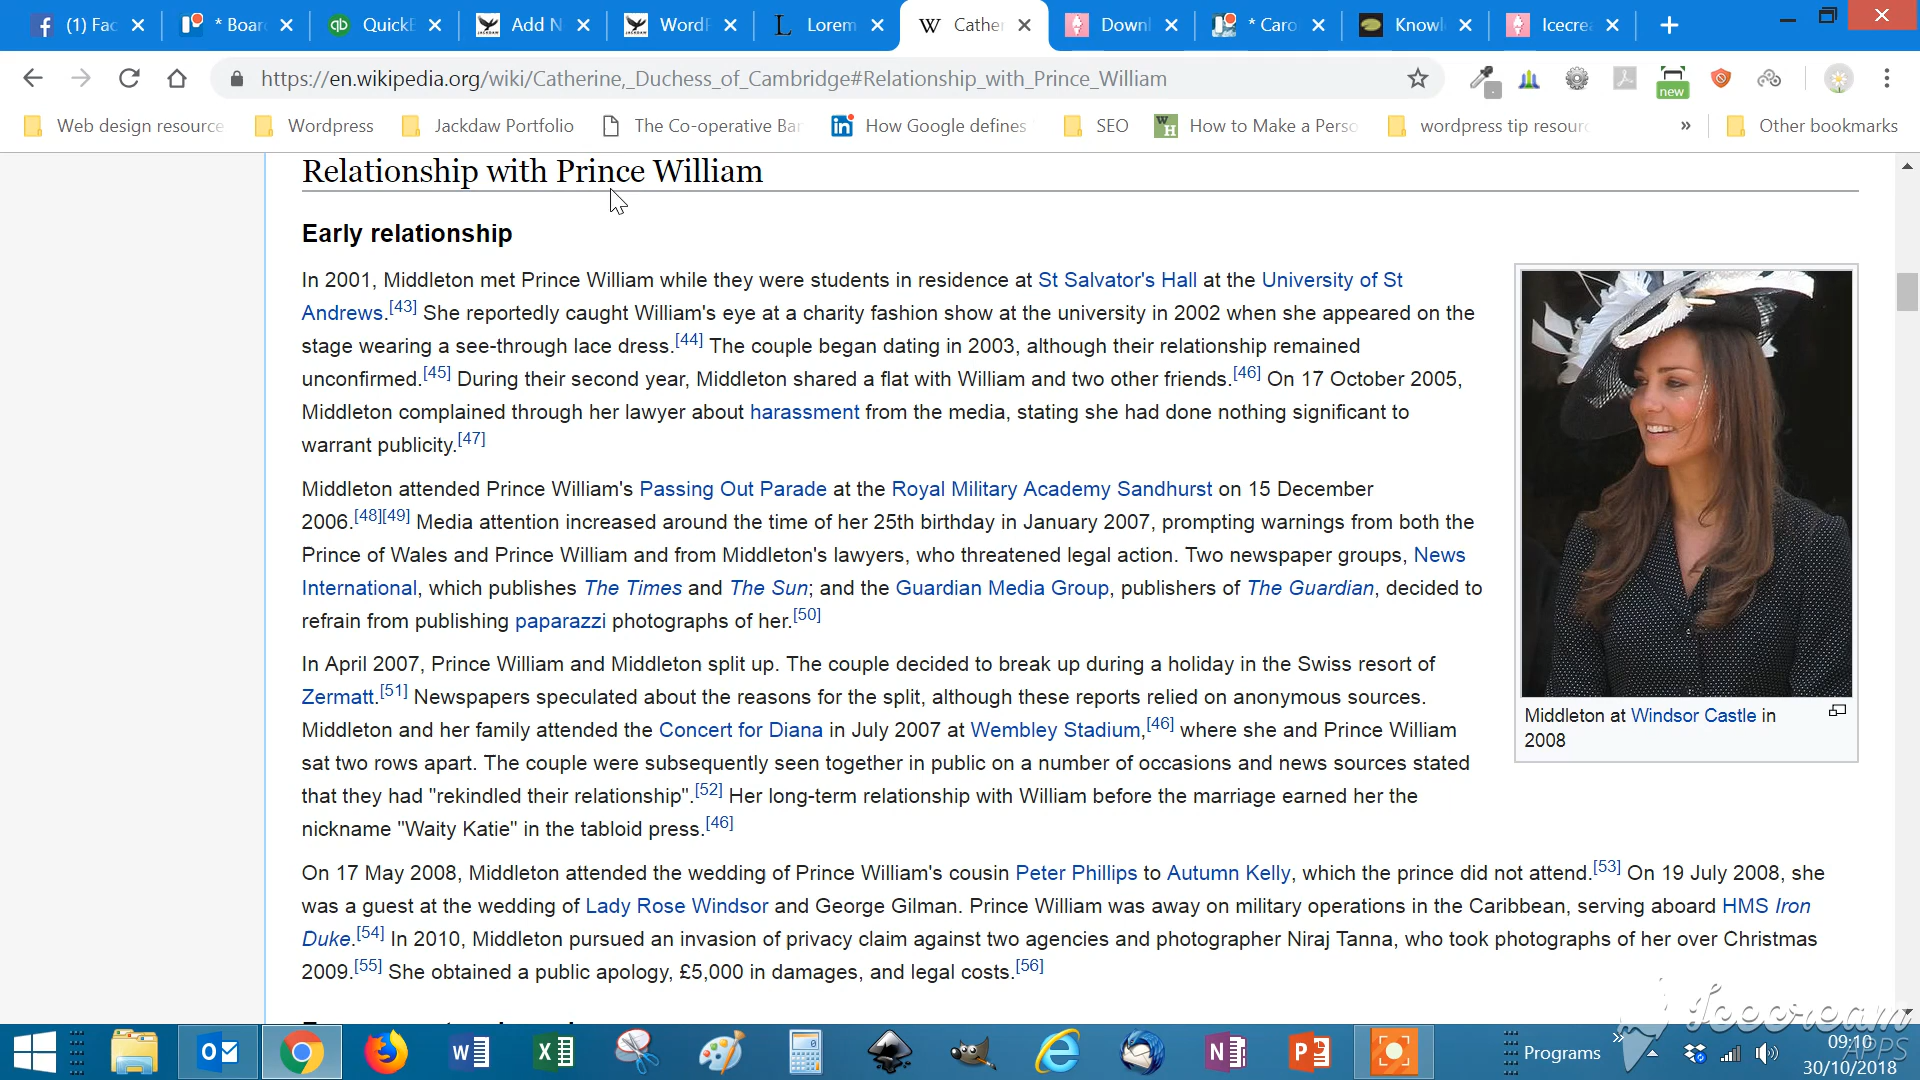 (1) Fac
* Boar
QuickE
Add N
WordP
Lorem
Cather
Downl
* Caro
Knowl
Icecrea
https://en.wikipedia.org/wiki/Catherine,_Duchess_of_Cambridge#Relationship_with_Prince_William
new
Web design resource
Wordpress
Jackdaw Portfolio
The Co-operative Bar
How Google defines
SEO
How to Make a Perso
wordpress tip resourc
»
Other bookmarks
Relationship with Prince William
Early relationship
In 2001, Middleton met Prince William while they were students in residence at St Salvator's Hall at the University of St
Andrews.[43] She reportedly caught William's eye at a charity fashion show at the university in 2002 when she appeared on the
stage wearing a see-through lace dress.[44] The couple began dating in 2003, although their relationship remained
unconfirmed.[45] During their second year, Middleton shared a flat with William and two other friends.[46] On 17 October 2005,
Middleton complained through her lawyer about harassment from the media, stating she had done nothing significant to
warrant publicity.[47]
Middleton attended Prince William's Passing Out Parade at the Royal Military Academy Sandhurst on 15 December
2006.[48][49] Media attention increased around the time of her 25th birthday in January 2007, prompting warnings from both the
Prince of Wales and Prince William and from Middleton's lawyers, who threatened legal action. Two newspaper groups, News
International, which publishes The Times and The Sun; and the Guardian Media Group, publishers of The Guardian, decided to
refrain from publishing paparazzi photographs of her.[50]
In April 2007, Prince William and Middleton split up. The couple decided to break up during a holiday in the Swiss resort of
Zermatt.[51] Newspapers speculated about the reasons for the split, although these reports relied on anonymous sources.
Middleton and her family attended the Concert for Diana in July 2007 at Wembley Stadium,[46] where she and Prince William
sat two rows apart. The couple were subsequently seen together in public on a number of occasions and news sources stated
that they had "rekindled their relationship".[52] Her long-term relationship with William before the marriage earned her the
nickname "Waity Katie" in the tabloid press.[46]
Middleton at Windsor Castle in
2008
On 17 May 2008, Middleton attended the wedding of Prince William's cousin Peter Phillips to Autumn Kelly, which the prince did not attend.[53] On 19 July 2008, she
was a guest at the wedding of Lady Rose Windsor and George Gilman. Prince William was away on military operations in the Caribbean, serving aboard HMS Iron
Duke.[54] In 2010, Middleton pursued an invasion of privacy claim against two agencies and photographer Niraj Tanna, who took photographs of her over Christmas
2009.[55] She obtained a public apology, £5,000 in damages, and legal costs.[56]
Icecream
APPS
Programs
»
09:10
30/10/2018